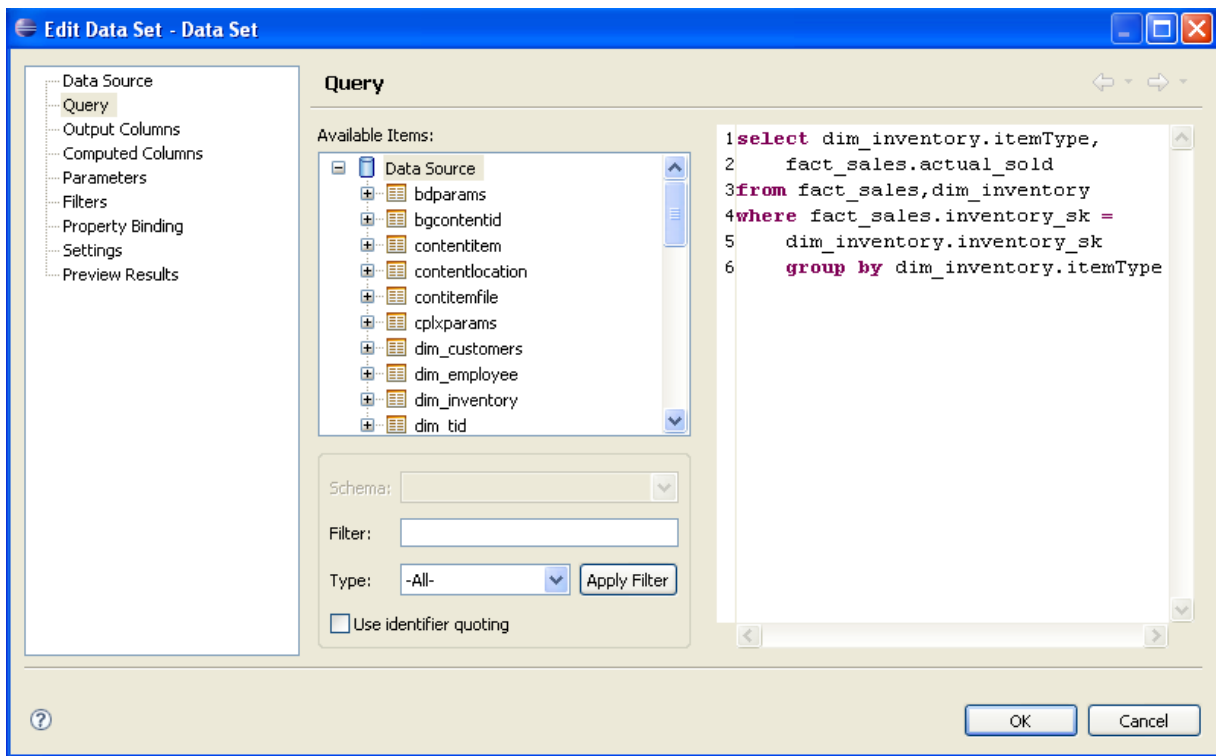 Edit Data Set - Data Set
Data Source
Query
Output Columns
Computed Columns
Parameters
Filters
Property Binding
Settings
Preview Results
Query
Available Items:
Data Source
bdparams
bgcontentid
contentitem
contentlocation
contitemfile
cplxparams
dim_customers
dim_employee
dim_inventory
dim_tid
Schema:
Filter:
Type: -All- Apply Filter
Use identifier quoting
1select dim_inventory.itemType,
2 fact_sales.actual_sold
3from fact_sales,dim_inventory
4where fact_sales.inventory_sk =
5 dim_inventory.inventory_sk
6 group by dim_inventory.itemType
?
OK Cancel